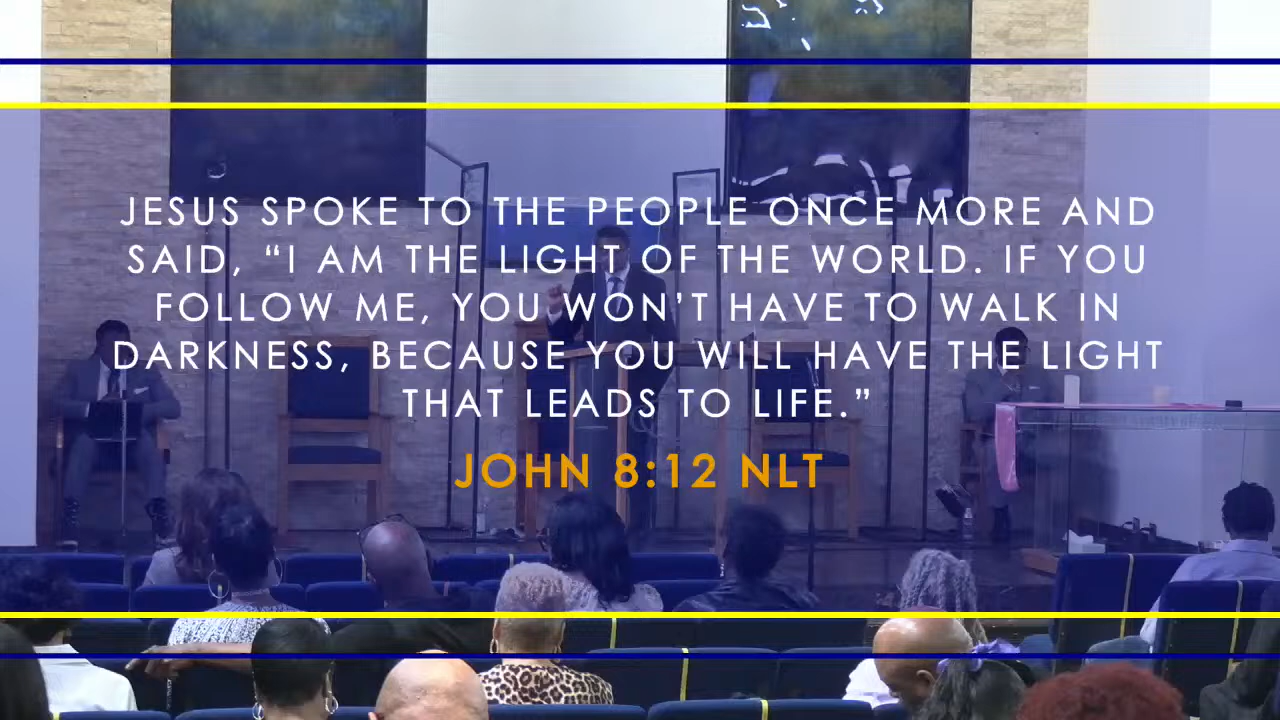 JESUS SPOKE TO THE PEOPLE ONCE MORE AND
SAID, “I AM THE LIGHT OF THE WORLD. IF YOU
FOLLOW ME, YOU WON’T HAVE TO WALK IN
DARKNESS, BECAUSE YOU WILL HAVE THE LIGHT
THAT LEADS TO LIFE.”
JOHN 8:12 NLT